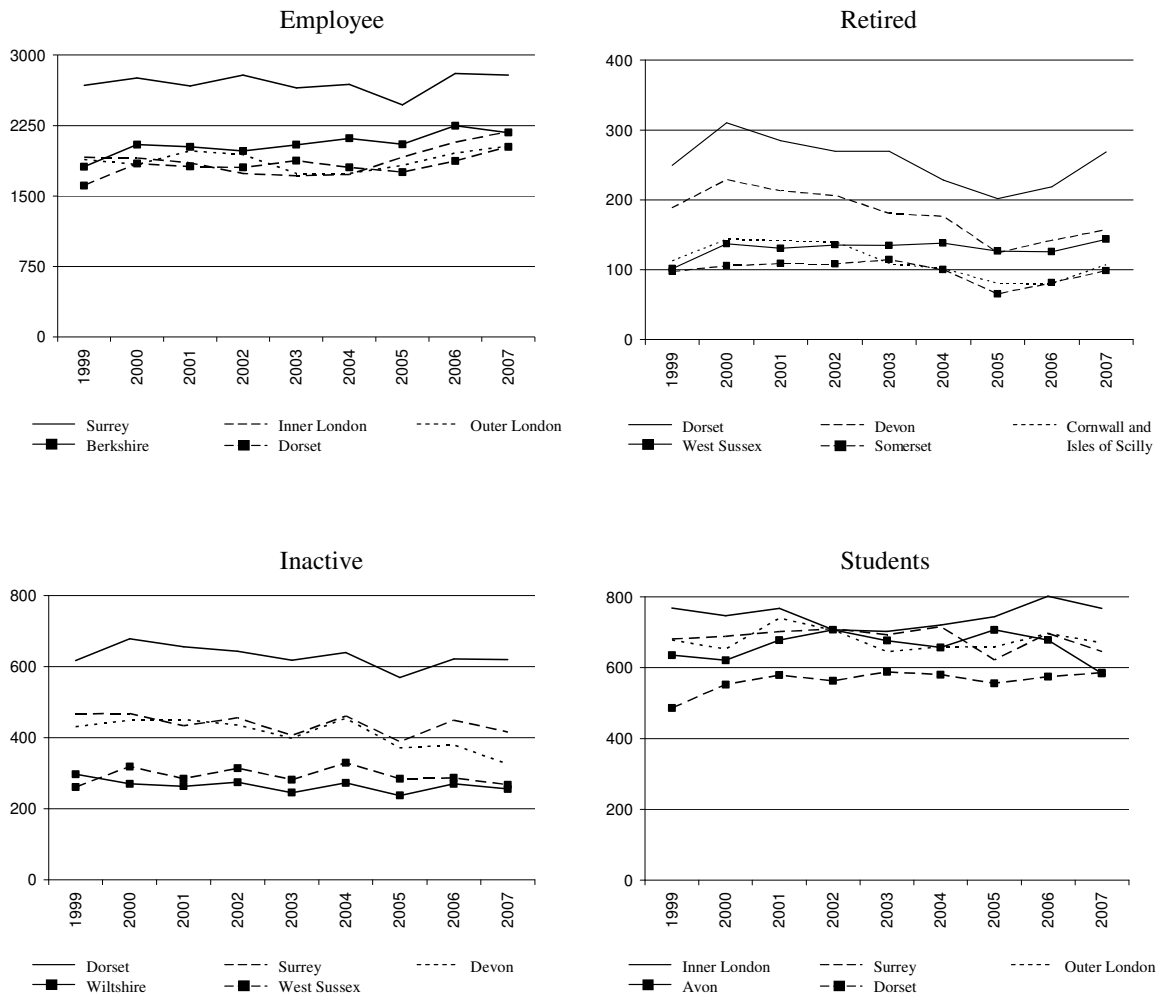 Employee
3000
2250
1500
750
0
1999 2000 2001 2002 2003 2004 2005 2006 2007
Surrey Inner London Outer London
Berkshire Dorset
Retired
400
300
200
100
0
1999 2000 2001 2002 2003 2004 2005 2006 2007
Dorset Devon Cornwall and
West Sussex Somerset Isles of Scilly
Inactive
800
600
400
200
0
1999 2000 2001 2002 2003 2004 2005 2006 2007
Dorset Surrey Devon
Wiltshire West Sussex
Students
800
600
400
200
0
1999 2000 2001 2002 2003 2004 2005 2006 2007
Inner London Surrey Outer London
Avon Dorset